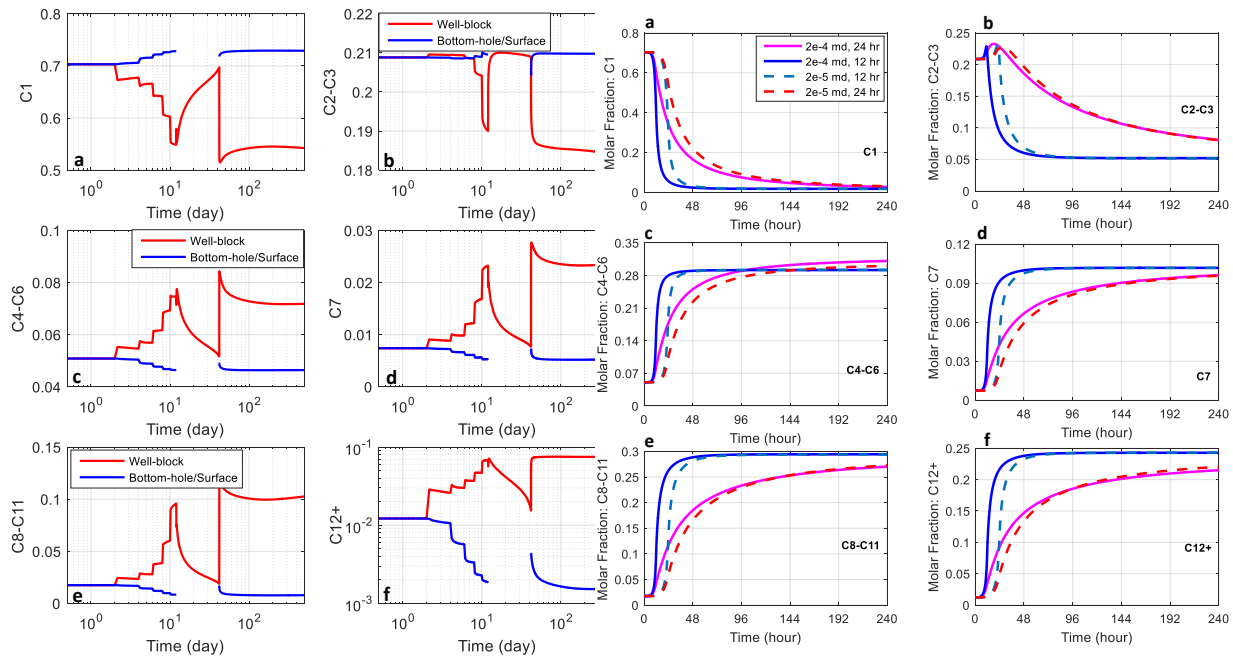 0.8
0.7
0.6
0.5
C1
a
10^0
10^1
10^2
Time (day)
Well-block
Bottom-hole/Surface
0.22
0.21
0.2
0.19
0.18
C2-C3
b
10^0
10^1
10^2
Time (day)
a
0.8
0.6
0.4
0.2
0
Molar Fraction: C1
2e-4 md, 24 hr
2e-4 md, 12 hr
2e-5 md, 12 hr
2e-5 md, 24 hr
C1
0
48
96
144
192
240
Time (hour)
b
0.25
0.2
0.15
0.1
0.05
0
Molar Fraction: C2-C3
C2-C3
0
48
96
144
192
240
Time (hour)
0.1
0.08
0.06
0.04
C4-C6
Well-block
Bottom-hole/Surface
c
10^0
10^1
10^2
Time (day)
0.03
0.02
0.01
0
C7
d
10^0
10^1
10^2
Time (day)
c
0.35
0.28
0.21
0.14
0.07
0
Molar Fraction: C4-C6
C4-C6
0
48
96
144
192
240
Time (hour)
d
0.12
0.09
0.06
0.03
0
Molar Fraction: C7
C7
0
48
96
144
192
240
Time (hour)
0.15
0.1
0.05
0
C8-C11
Well-block
Bottom-hole/Surface
e
10^0
10^1
10^2
Time (day)
10^-1
10^-2
10^-3
C12+
f
10^0
10^1
10^2
Time (day)
e
0.3
0.25
0.2
0.15
0.1
0.05
0
Molar Fraction: C8-C11
C8-C11
0
48
96
144
192
240
Time (hour)
f
0.25
0.2
0.15
0.1
0.05
0
Molar Fraction: C12+
C12+
0
48
96
144
192
240
Time (hour)